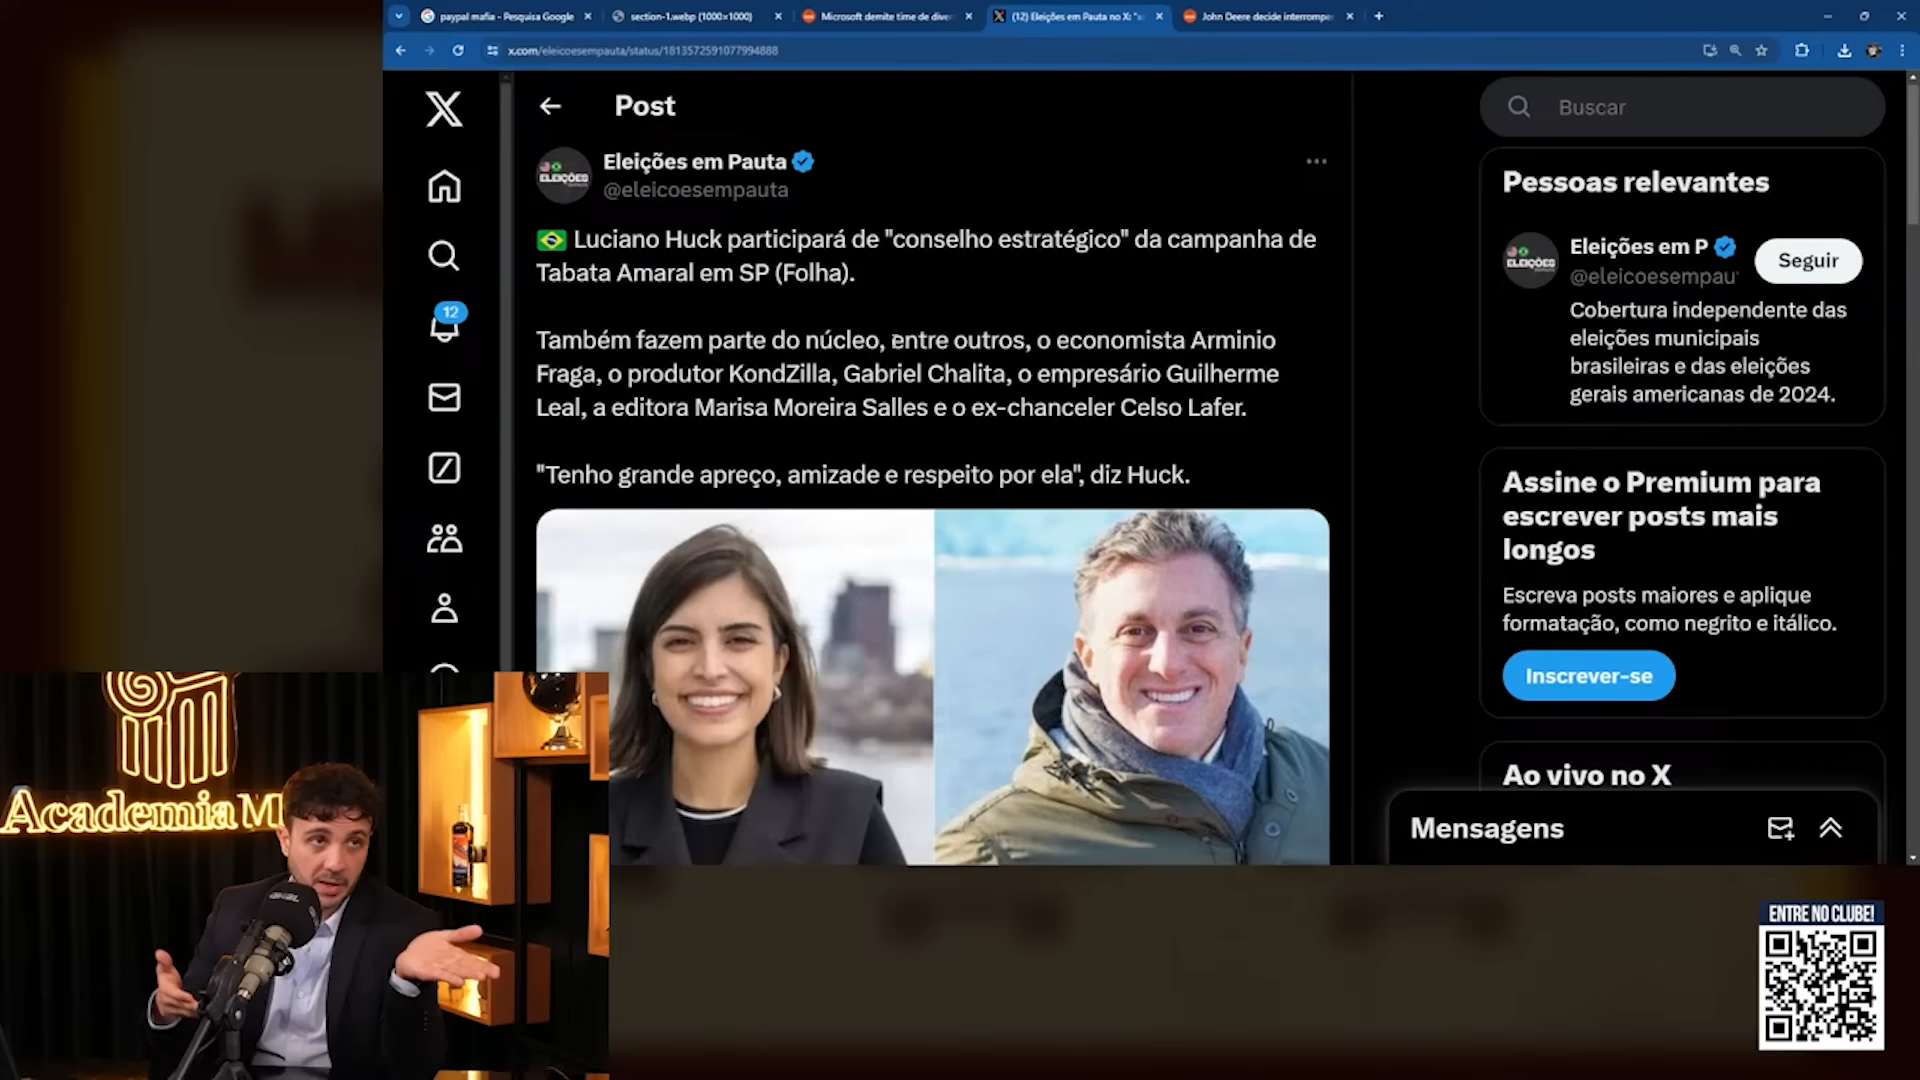 paypal mafia - Pesquisa Google
section-1.webp (1000×1000)
Microsoft demite time de diver
(12) Eleições em Pauta no X: "
John Deere decide interromper
x.com/eleicoesempauta/status/1813572591077994888
Post
Buscar
ELEIÇÕES
Eleições em Pauta
@eleicoesempauta
🇧🇷 Luciano Huck participará de "conselho estratégico" da campanha de
Tabata Amaral em SP (Folha).
Também fazem parte do núcleo, entre outros, o economista Arminio
Fraga, o produtor KondZilla, Gabriel Chalita, o empresário Guilherme
Leal, a editora Marisa Moreira Salles e o ex-chanceler Celso Lafer.
"Tenho grande apreço, amizade e respeito por ela", diz Huck.
12
Pessoas relevantes
ELEIÇÕES
Eleições em P
@eleicoesempau
Seguir
Cobertura independente das
eleições municipais
brasileiras e das eleições
gerais americanas de 2024.
Assine o Premium para
escrever posts mais
longos
Escreva posts maiores e aplique
formatação, como negrito e itálico.
Inscrever-se
Ao vivo no X
Mensagens
Academia M
ENTRE NO CLUBE!